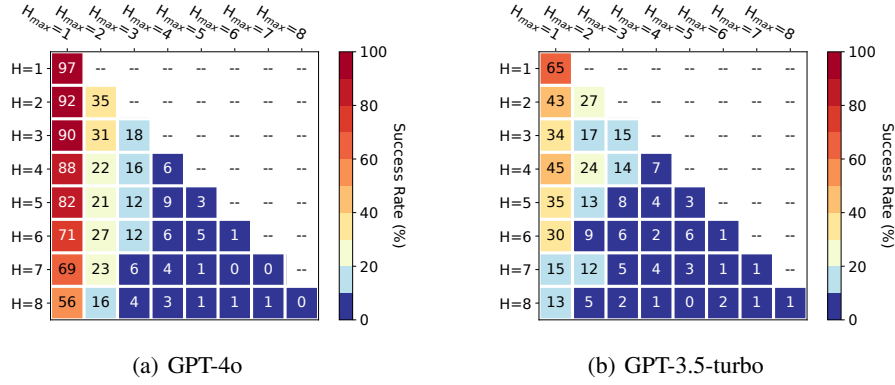 H_max=1 H_max=2 H_max=3 H_max=4 H_max=5 H_max=6 H_max=7 H_max=8
H=1 97 -- -- -- -- -- -- --
H=2 92 35 -- -- -- -- -- --
H=3 90 31 18 -- -- -- -- --
H=4 88 22 16 6 -- -- -- --
H=5 82 21 12 9 3 -- -- --
H=6 71 27 12 6 5 1 -- --
H=7 69 23 6 4 1 0 0 --
H=8 56 16 4 3 1 1 1 0
100
80
60
40
20
0
Success Rate (%)
(a) GPT-4o
H_max=1 H_max=2 H_max=3 H_max=4 H_max=5 H_max=6 H_max=7 H_max=8
H=1 65 -- -- -- -- -- -- --
H=2 43 27 -- -- -- -- -- --
H=3 34 17 15 -- -- -- -- --
H=4 45 24 14 7 -- -- -- --
H=5 35 13 8 4 3 -- -- --
H=6 30 9 6 2 6 1 -- --
H=7 15 12 5 4 3 1 1 --
H=8 13 5 2 1 0 2 1 1
100
80
60
40
20
0
Success Rate (%)
(b) GPT-3.5-turbo